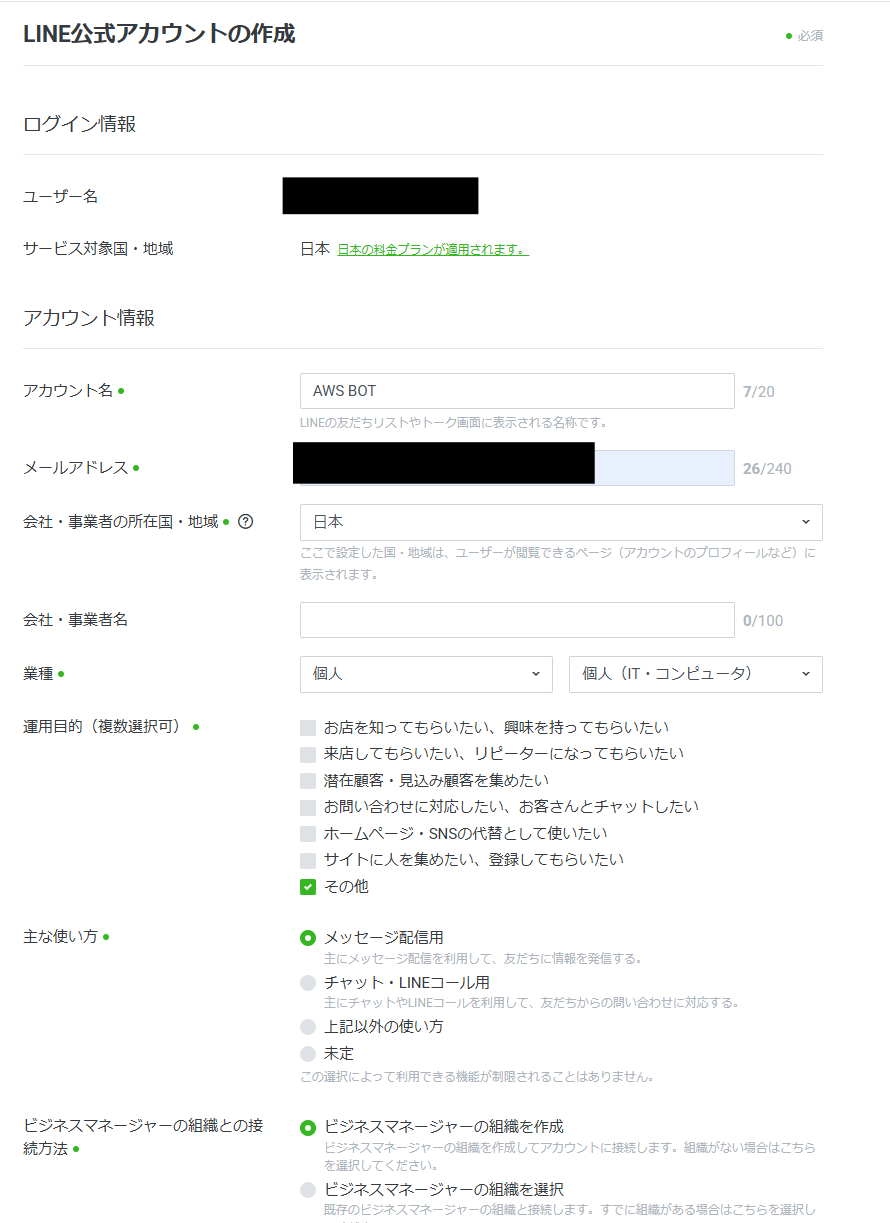 LINE公式アカウントの作成
必須
ログイン情報
ユーザー名
サービス対象国・地域
日本 日本の料金プランが適用されます。
アカウント情報
アカウント名
AWS BOT
7/20
LINEの友だちリストやトーク画面に表示される名称です。
メールアドレス
26/240
会社・事業者の所在国・地域
日本
ここで設定した国・地域は、ユーザーが閲覧できるページ（アカウントのプロフィールなど）に
表示されます。
会社・事業者名
0/100
業種
個人
個人（IT・コンピュータ）
運用目的（複数選択可）
お店を知ってもらいたい、興味を持ってもらいたい
来店してもらいたい、リピーターになってもらいたい
潜在顧客・見込み顧客を集めたい
お問い合わせに対応したい、お客さんとチャットしたい
ホームページ・SNSの代替として使いたい
サイトに人を集めたい、登録してもらいたい
その他
主な使い方
メッセージ配信用
主にメッセージ配信を利用して、友だちに情報を発信する。
チャット・LINEコール用
主にチャットやLINEコールを利用して、友だちからの問い合わせに対応する。
上記以外の使い方
未定
この選択によって利用できる機能が制限されることはありません。
ビジネスマネージャーの組織との接
続方法
ビジネスマネージャーの組織を作成
ビジネスマネージャーの組織を作成してアカウントに接続します。組織がない場合はこちら
を選択してください。
ビジネスマネージャーの組織を選択
既存のビジネスマネージャーの組織と接続します。すでに組織がある場合はこちらを選択し